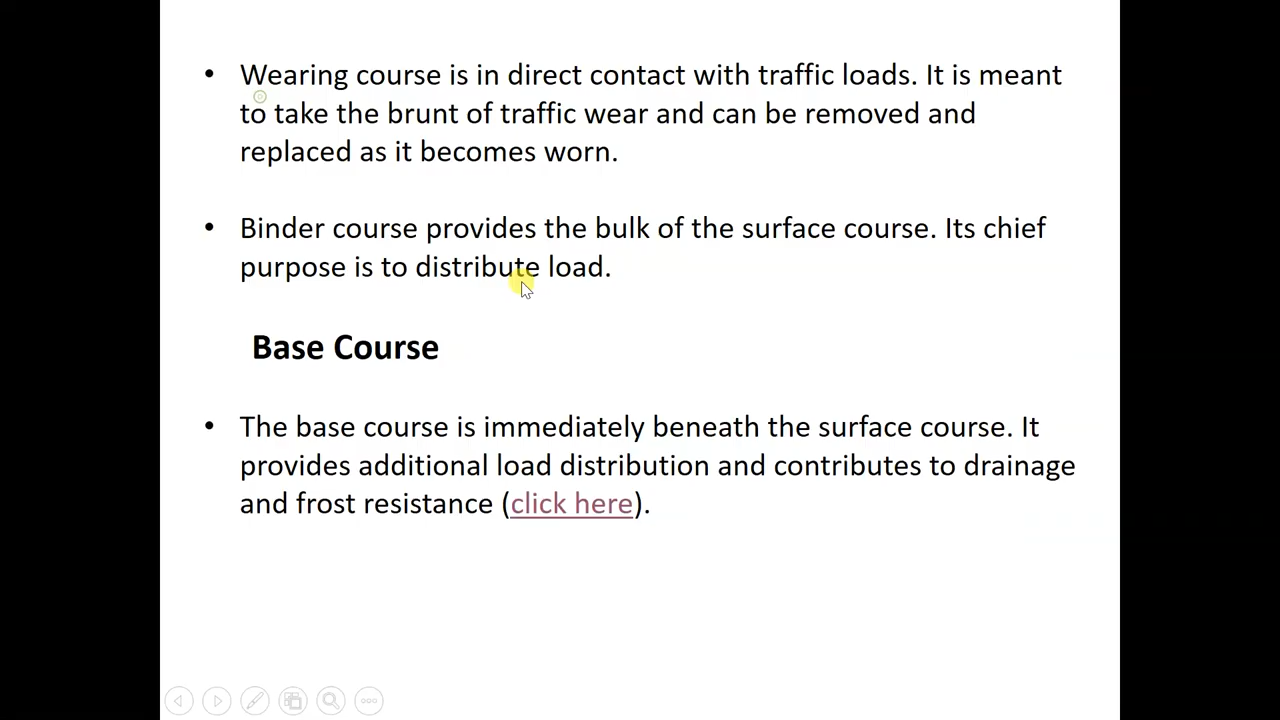 • Wearing course is in direct contact with traffic loads. It is meant
to take the brunt of traffic wear and can be removed and
replaced as it becomes worn.
• Binder course provides the bulk of the surface course. Its chief
purpose is to distribute load.
Base Course
• The base course is immediately beneath the surface course. It
provides additional load distribution and contributes to drainage
and frost resistance (click here).